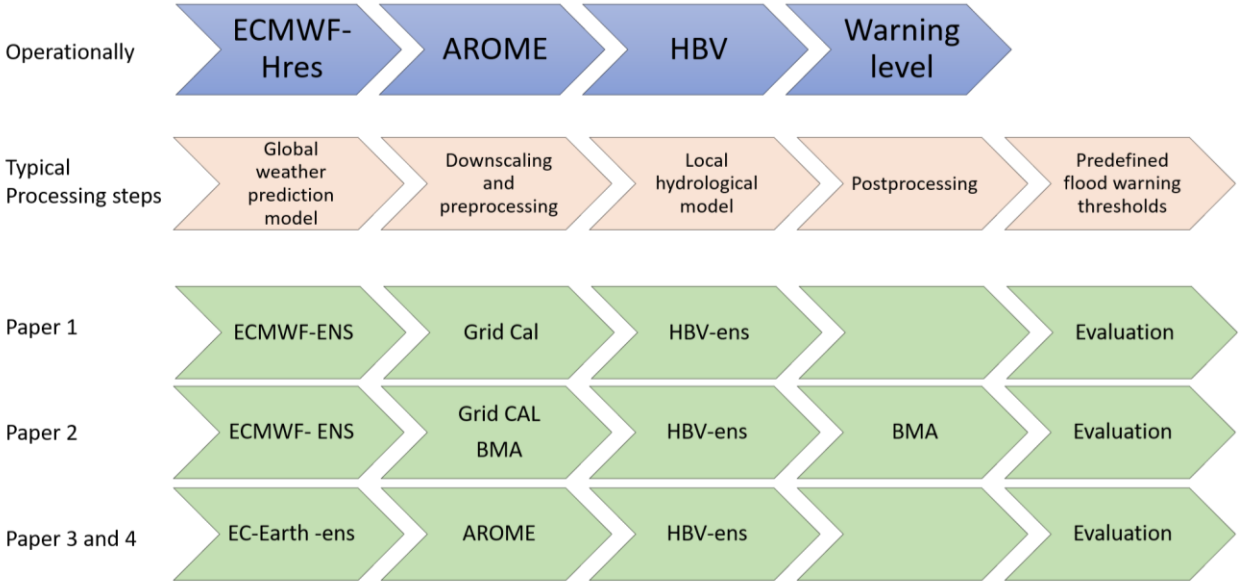 Operationally
ECMWF-
Hres
AROME
HBV
Warning
level
Typical
Processing steps
Global
weather
prediction
model
Downscaling
and
preprocessing
Local
hydrological
model
Postprocessing
Predefined
flood warning
thresholds
Paper 1
ECMWF-ENS
Grid Cal
HBV-ens
Evaluation
Paper 2
ECMWF- ENS
Grid CAL
BMA
HBV-ens
BMA
Evaluation
Paper 3 and 4
EC-Earth -ens
AROME
HBV-ens
Evaluation